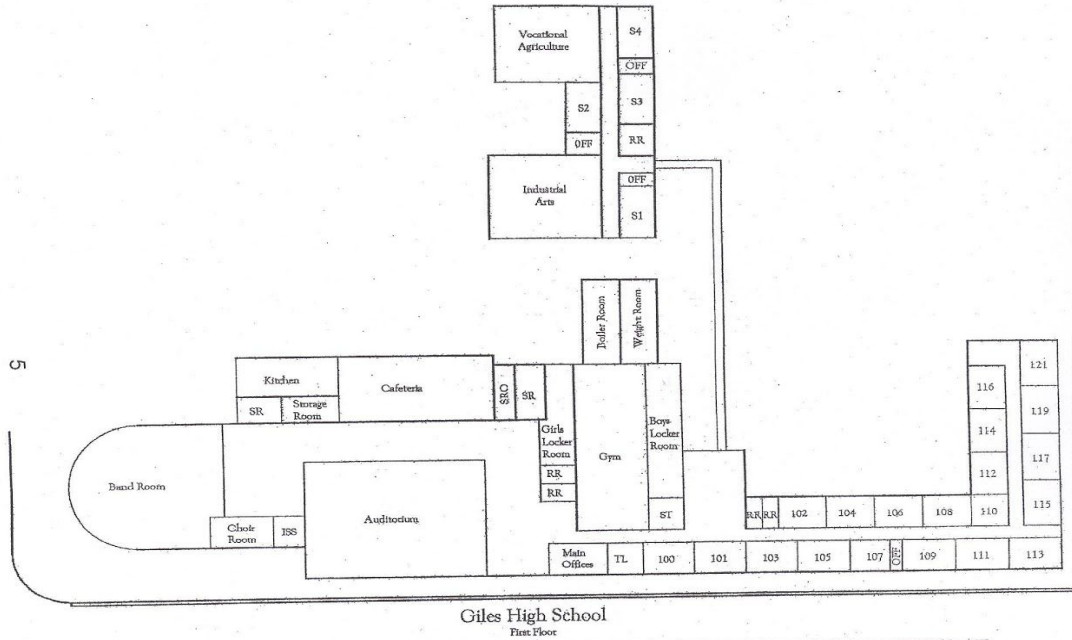 Vocational
Agriculture
S4
OFF
S2
S3
OFF
RR
Industrial
Arts
OFF
S1
Boiler Room
Weight Room
5
Kitchen
Cafeteria
SR
Storage
Room
SRO
SR
Girls
Locker
Room
RR
RR
Gym
Boys
Locker
Room
ST
Band Room
Choir
Room
ISS
Auditorium
116
121
114
119
112
117
110
115
RR
RR
102
104
106
108
Main
Offices
TL
100
101
103
105
107
OFF
109
111
113
Giles High School
First Floor